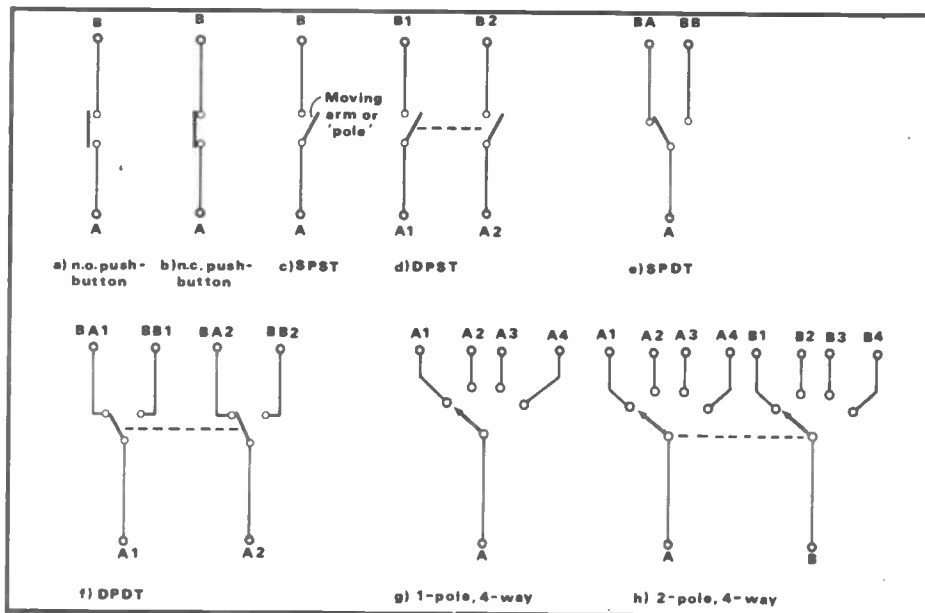 B B B B1 B2 BA BB
Moving
arm or
'pole'
A A A A1 A2 A
a) n.o. push-
button
b) n.c. push-
button
c) SPST
d) DPST
e) SPDT
BA1 BB1 BA2 BB2 A1 A2 A3 A4 A1 A2 A3 A4 B1 B2 B3 B4
A1 A2 A A B
f) DPDT
g) 1-pole, 4-way
h) 2-pole, 4-way